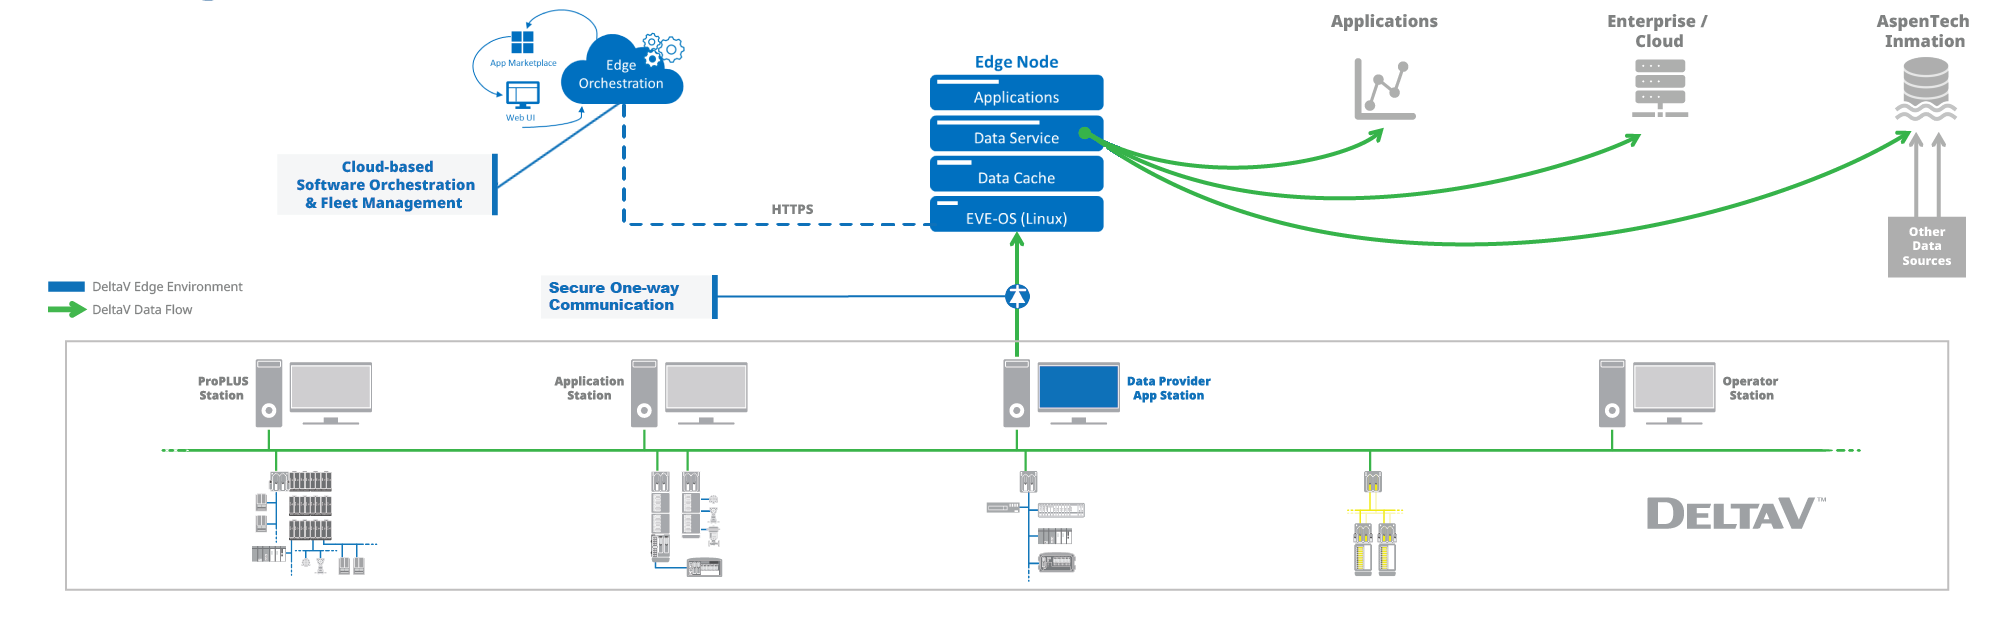 Applications
Enterprise /
Cloud
AspenTech
Inmation
App Marketplace
Web UI
Edge
Orchestration
Edge Node
Applications
Data Service
Data Cache
EVE-OS (Linux)
Cloud-based
Software Orchestration
& Fleet Management
HTTPS
Other
Data
Sources
DeltaV Edge Environment
DeltaV Data Flow
Secure One-way
Communication
ProPLUS
Station
Application
Station
Data Provider
App Station
Operator
Station
DELTAV™